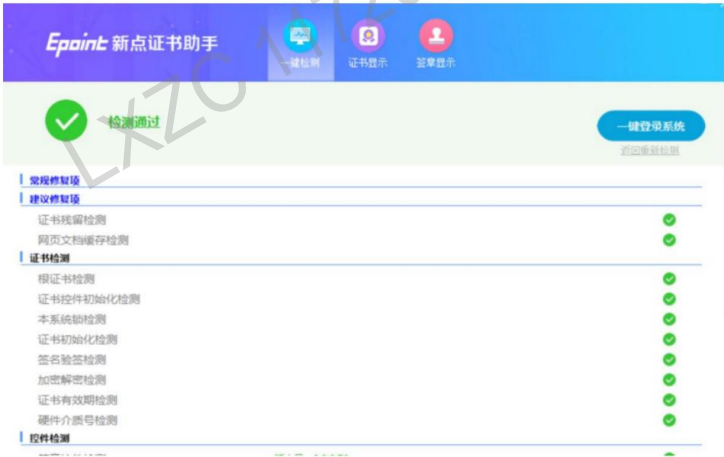 Epoint 新点证书助手
一键检测 证书显示 签章显示
检测通过
一键登录系统
返回重新检测
常规修复项
建议修复项
证书残留检测
网页文档缓存检测
证书检测
根证书检测
证书控件初始化检测
本系统锁检测
证书初始化检测
签名验签检测
加密解密检测
证书有效期检测
硬件介质号检测
控件检测
LXZC